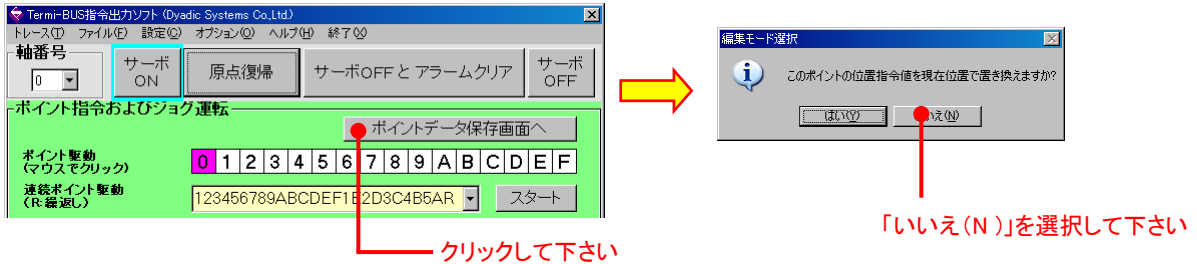 Termi-BUS指令出力ソフト (Dyadic Systems Co.,Ltd.)
トレース(T) ファイル(F) 設定(C) オプション(O) ヘルプ(H) 終了(X)
軸番号
0
サーボ
ON
原点復帰
サーボOFFと アラームクリア
サーボ
OFF
ポイント指令およびジョグ運転
ポイントデータ保存画面へ
ポイント駆動
(マウスでクリック)
0 1 2 3 4 5 6 7 8 9 A B C D E F
連続ポイント駆動
(R:繰返し)
123456789ABCDEF1E2D3C4B5AR
スタート
クリックして下さい
編集モード選択
このポイントの位置指令値を現在位置で置き換えますか?
はい(Y)
いえ(N)
「いいえ(N )」を選択して下さい